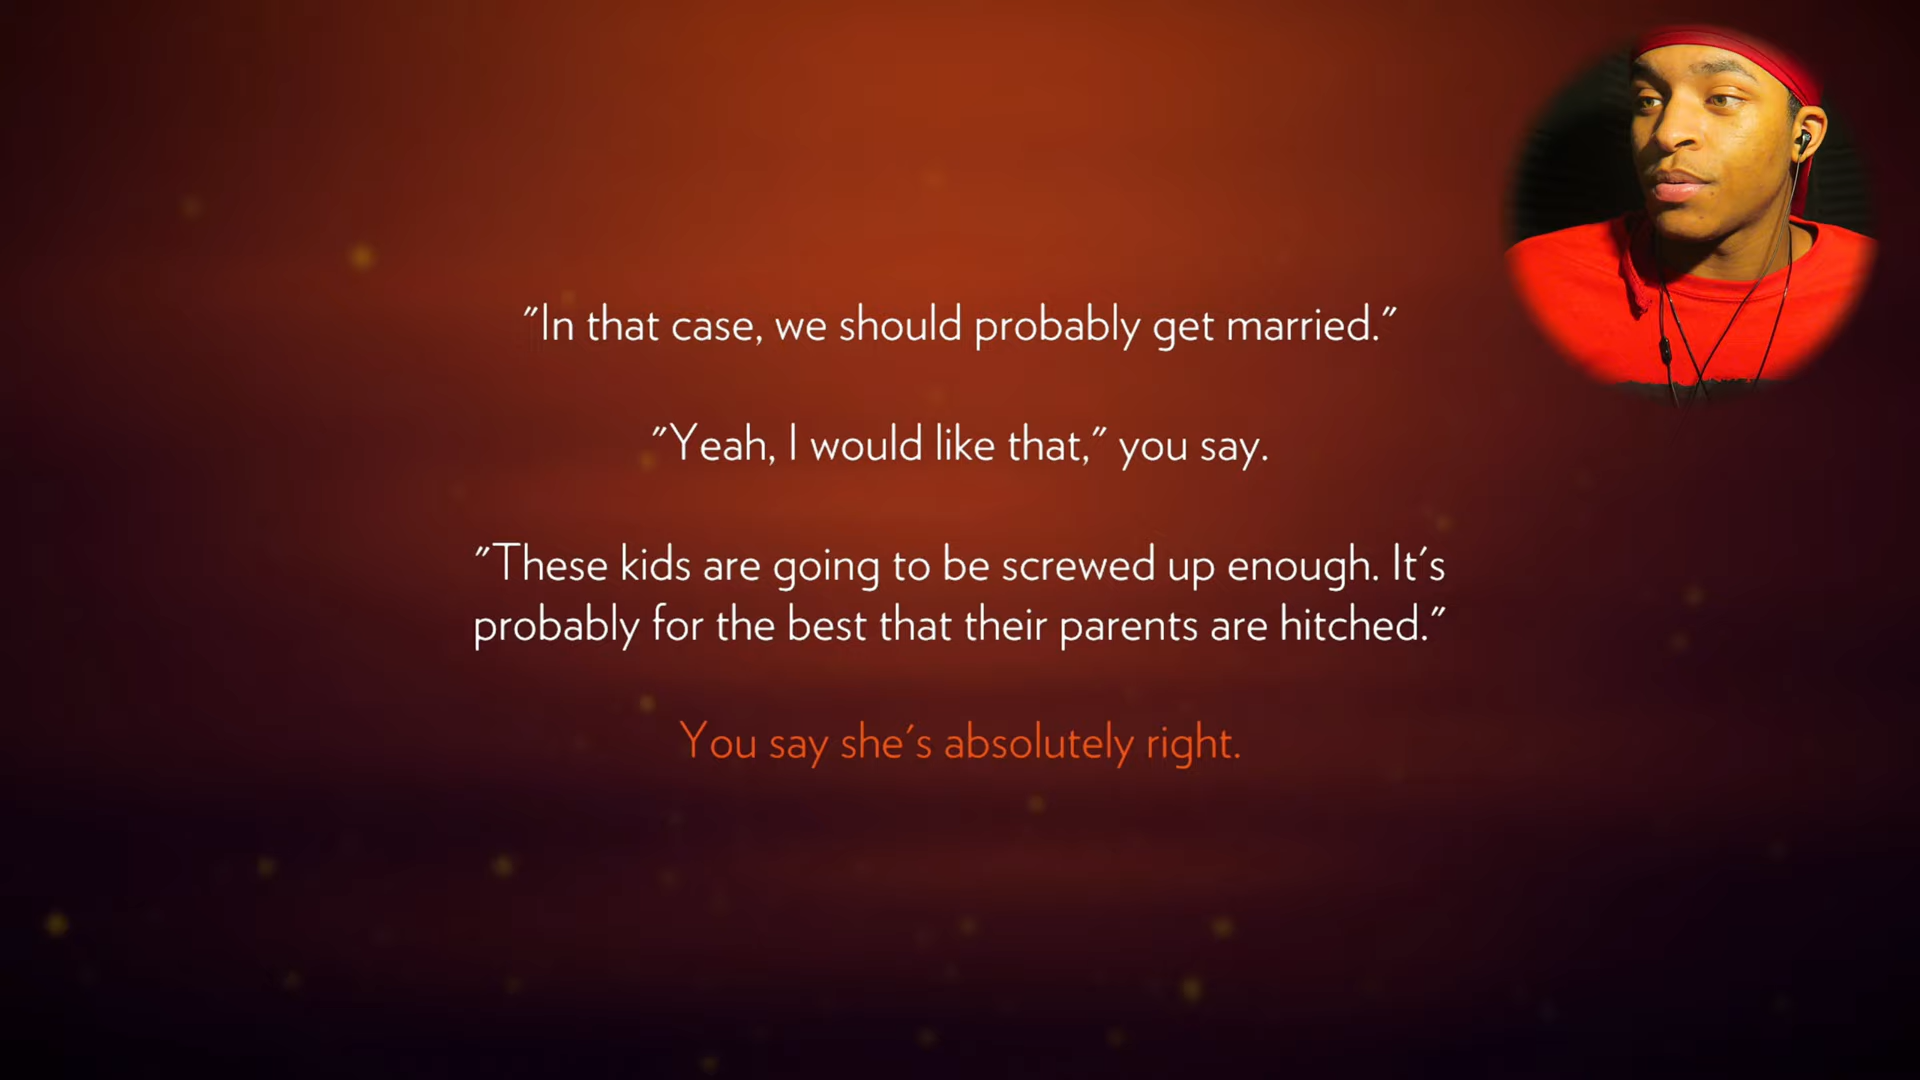 "In that case, we should probably get married."
"Yeah, I would like that," you say.
"These kids are going to be screwed up enough. It's
probably for the best that their parents are hitched."
You say she's absolutely right.